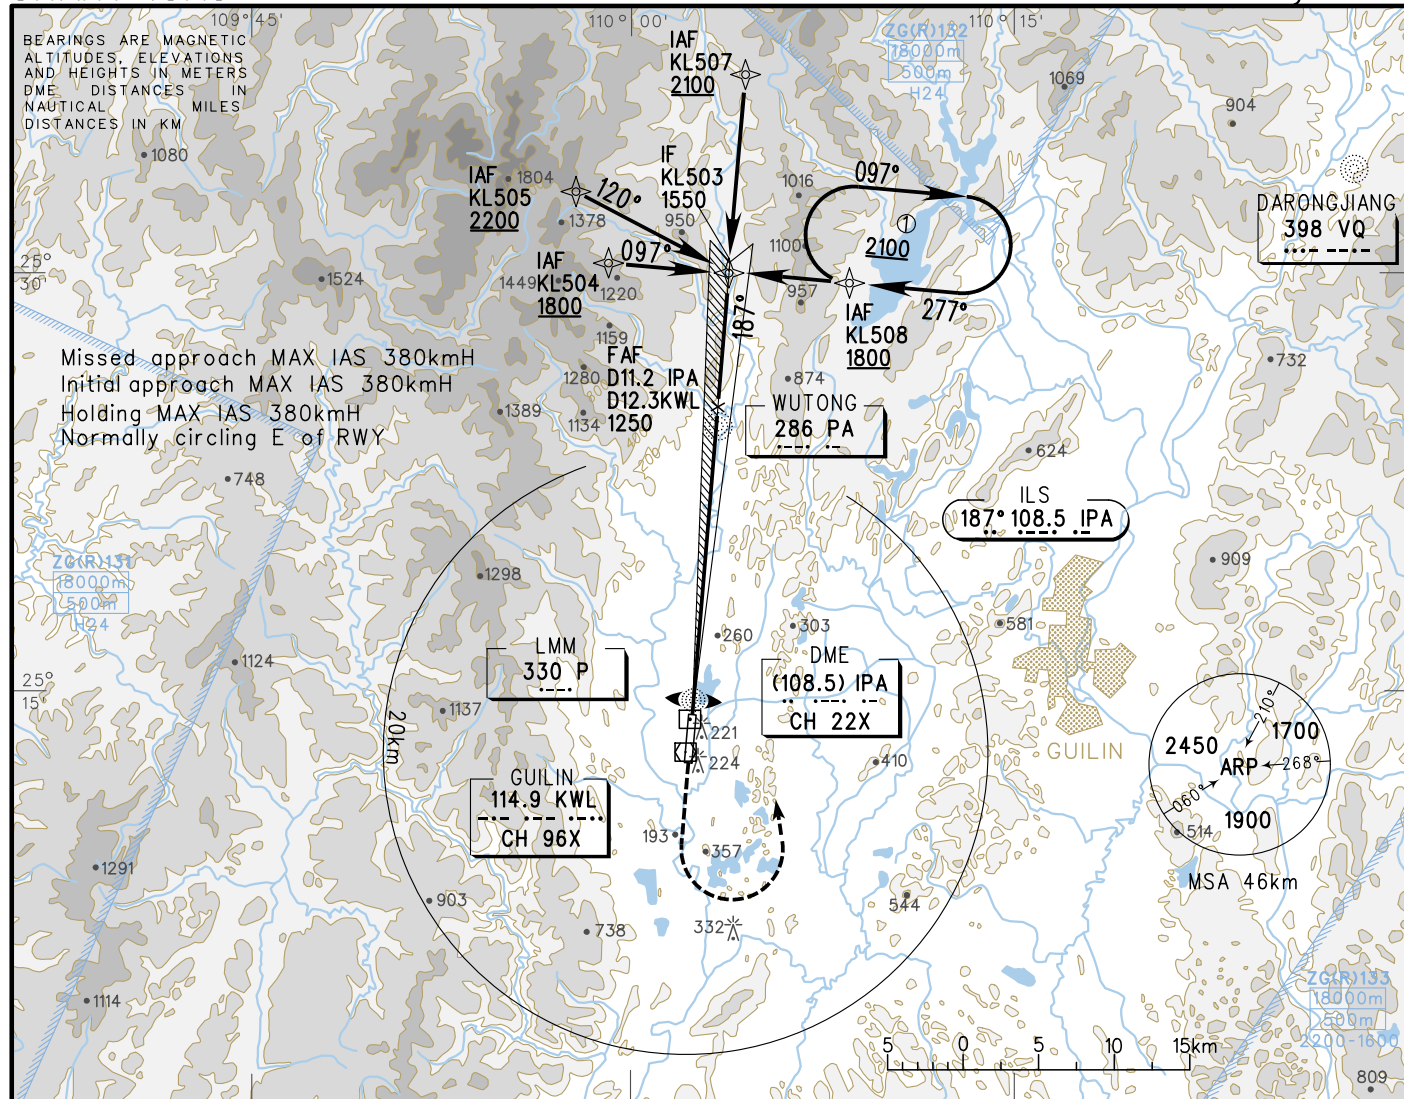 109°45'
110°00'
110°15'
BEARINGS ARE MAGNETIC
ALTITUDES, ELEVATIONS
AND HEIGHTS IN METERS
DME DISTANCES IN
NAUTICAL MILES
DISTANCES IN KM
IAF
KL507
2100
ZG(R)132
18000m
500m
H24
1069
904
1080
IAF
KL505
2200
1804
120°
1378
IF
KL503
1550
950
1016
097°
1
2100
1100
DARONGJIANG
398 VQ
25°
30'
1524
097°
IAF
KL504
1800
1449
1220
1159
187°
957
277°
IAF
KL508
1800
Missed approach MAX IAS 380kmH
Initial approach MAX IAS 380kmH
Holding MAX IAS 380kmH
Normally circling E of RWY
FAF
D11.2 IPA
D12.3KWL
1250
1280
1389
1134
874
732
WUTONG
286 PA
624
748
ILS
187° 108.5 IPA
ZG(R)131
18000m
500m
H24
1298
909
581
303
260
1124
LMM
330 P
DME
(108.5) IPA
CH 22X
25°
15'
1137
20km
221
224
410
GUILIN
210°
2450
1700
ARP
268°
060°
1900
514
MSA 46km
GUILIN
114.9 KWL
CH 96X
193
357
1291
903
544
738
332
1114
ZG(R)133
18000m
500m
2200-1600
5 0 5 10 15km
809